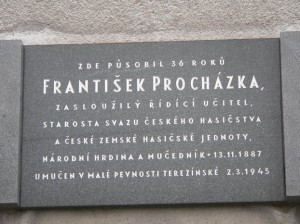 ZDE PŮSOBIL 36 ROKŮ
FRANTIŠEK PROCHÁZKA,
ZASLOUŽILÝ ŘÍDÍCÍ UČITEL,
STAROSTA SVAZU ČESKÉHO HASIČSTVA
A ČESKÉ ZEMSKÉ HASIČSKÉ JEDNOTY,
NÁRODNÍ HRDINA A MUČEDNÍK * 13.11.1887
UMUČEN V MALÉ PEVNOSTI TEREZÍNSKÉ 2.3.1945